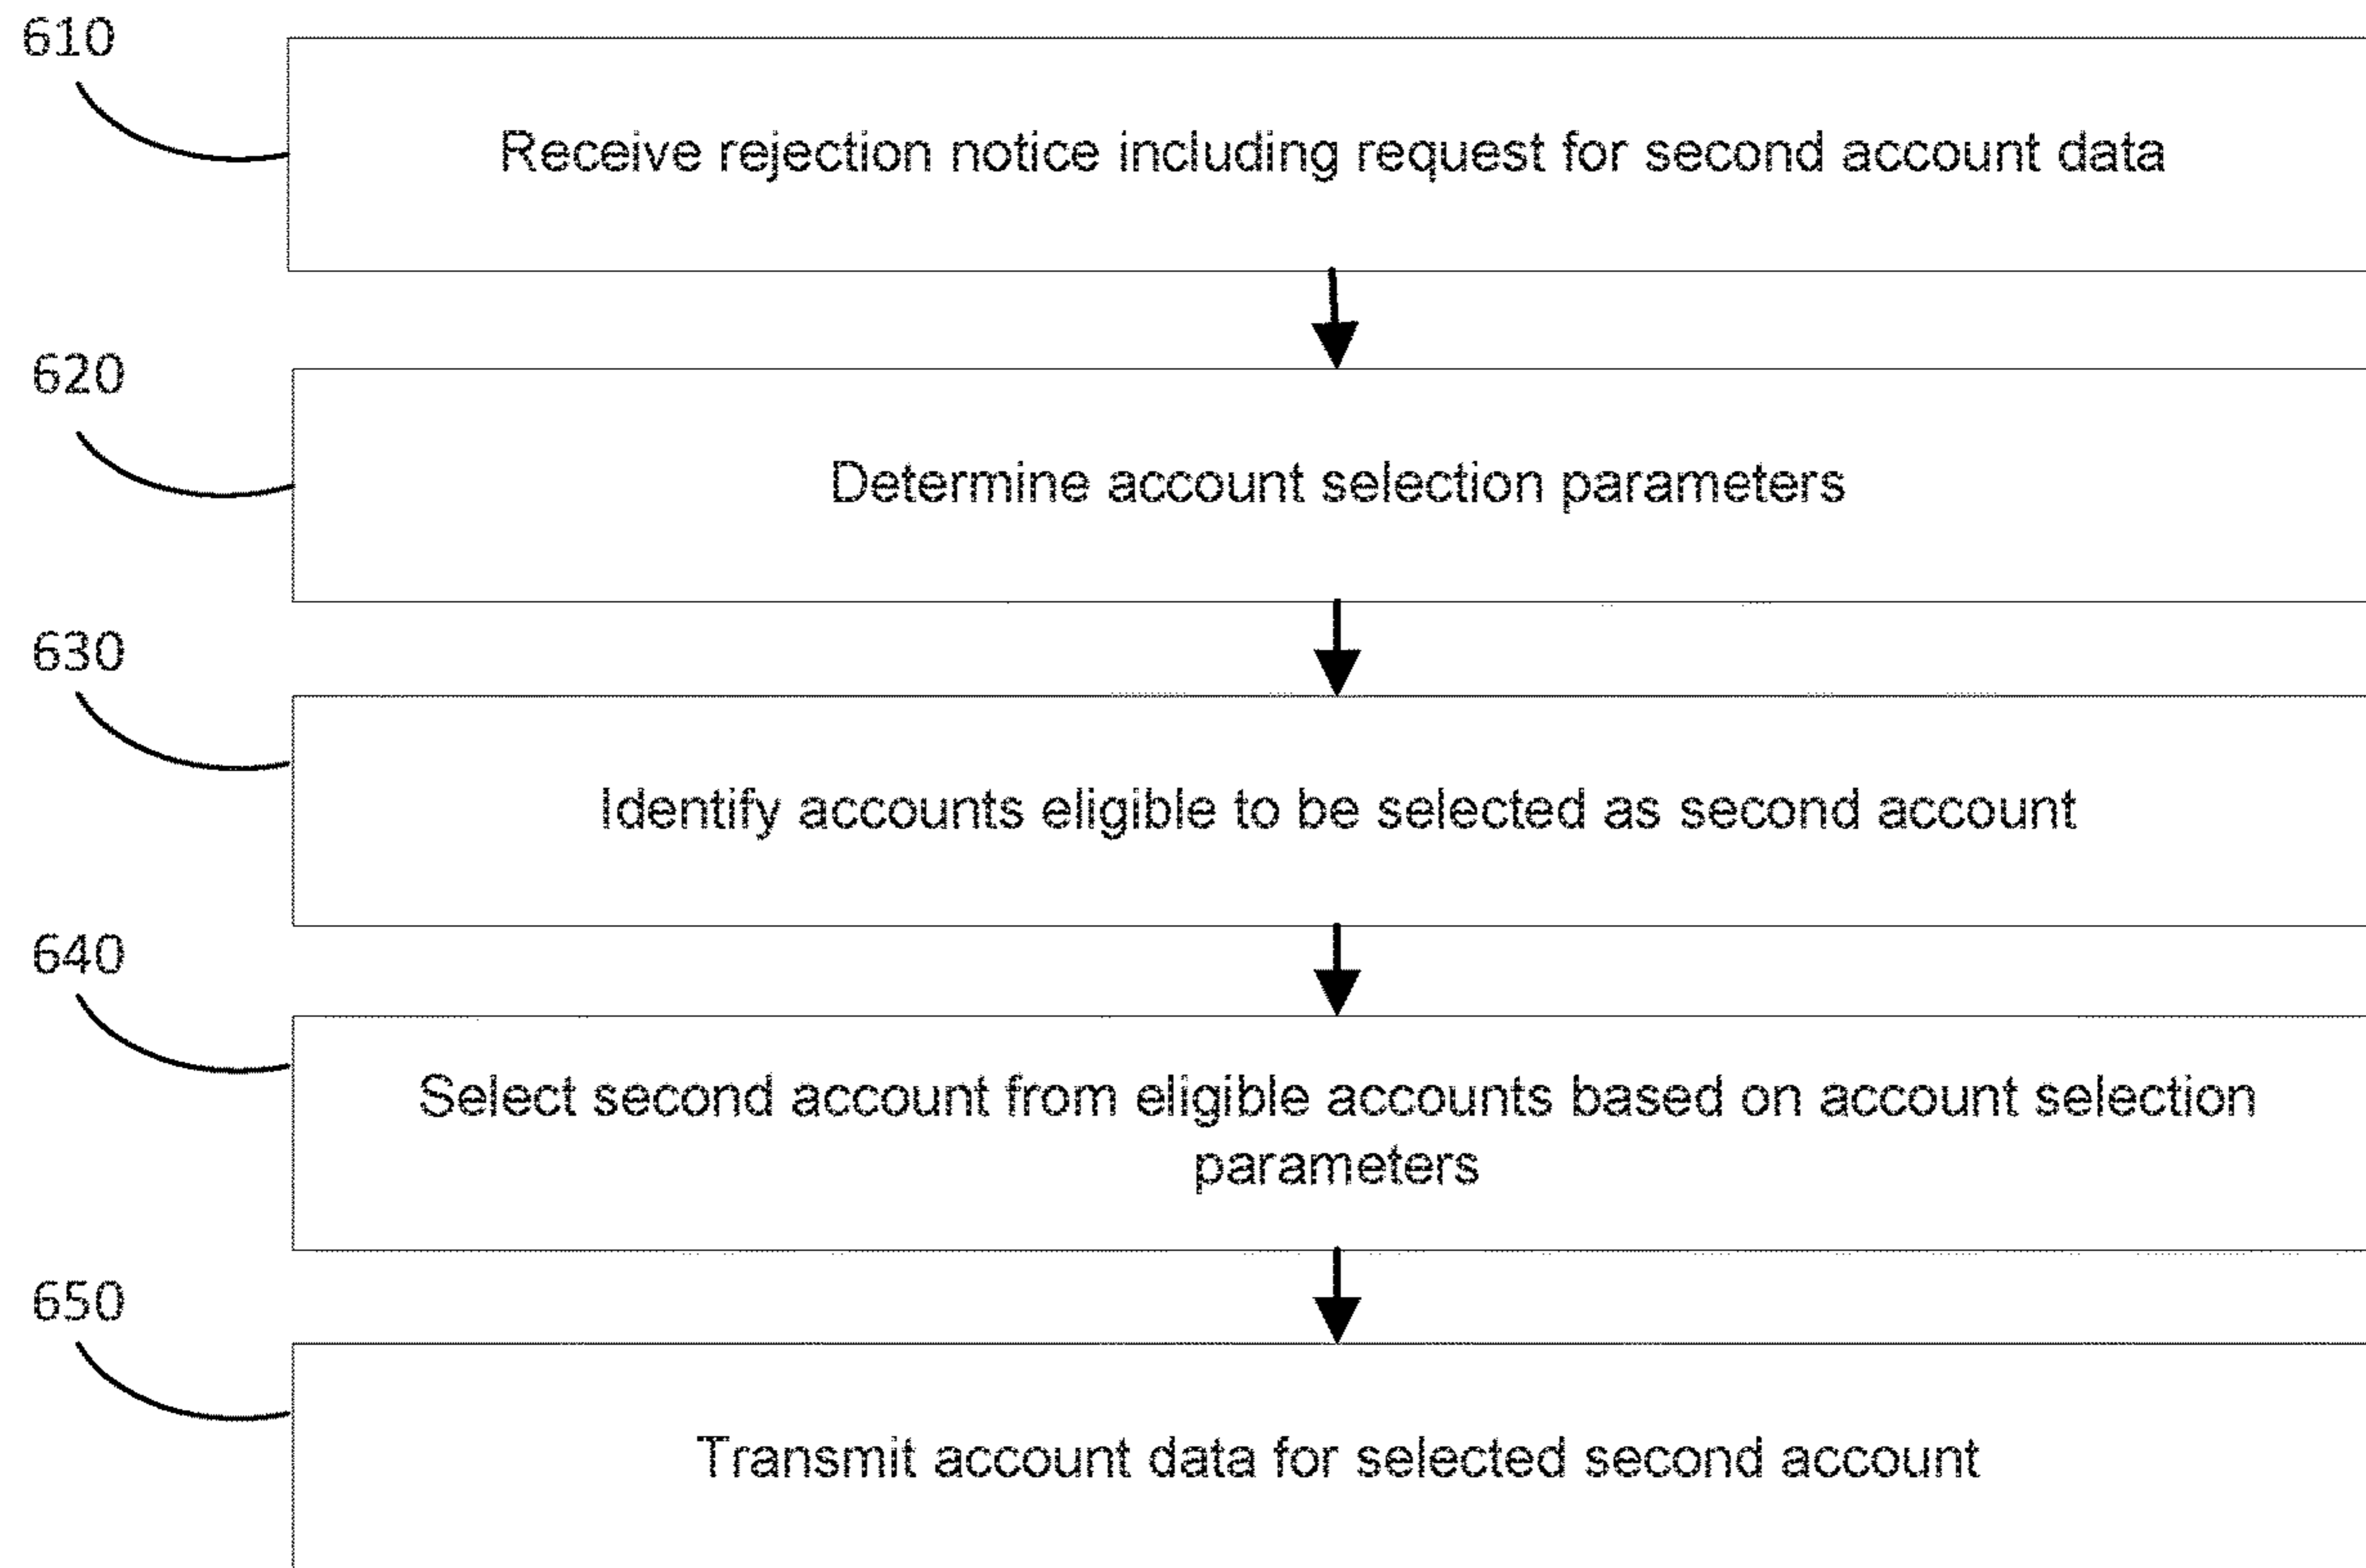 610
Receive rejection notice including request for second account data
620
Determine account selection parameters
630
Identify accounts eligible to be selected as second account
640
Select second account from eligible accounts based on account selection
parameters
650
Transmit account data for selected second account